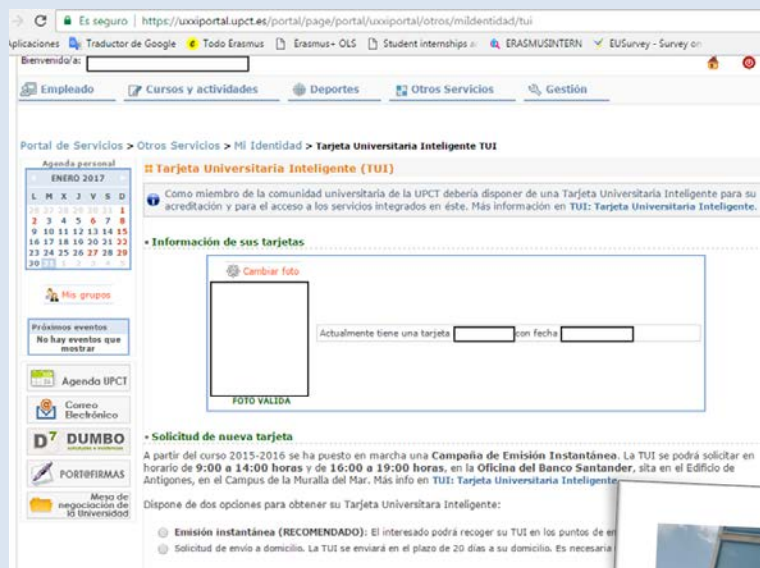 Es seguro | https://uxxiportal.upct.es/portal/page/portal/uxxiportal/otros/miIdentidad/tui
Aplicaciones Traductor de Google Todo Erasmus Erasmus+ OLS Student internships ERASMUSINTERN EUSurvey - Survey on
Bienvenido/a:
Empleado Cursos y actividades Deportes Otros Servicios Gestión
Portal de Servicios > Otros Servicios > Mi Identidad > Tarjeta Universitaria Inteligente TUI
Agenda personal
ENERO 2017
L M X J V S D
26 27 28 29 30 31 1
2 3 4 5 6 7 8
9 10 11 12 13 14 15
16 17 18 19 20 21 22
23 24 25 26 27 28 29
30 31 1 2 3 4 5
Mis grupos
Próximos eventos
No hay eventos que
mostrar
Agenda UPCT
Correo
Electrónico
D7 DUMBO
PORT@FIRMAS
Mesa de
negociación de
la Universidad
Tarjeta Universitaria Inteligente (TUI)
Como miembro de la comunidad universitaria de la UPCT debería disponer de una Tarjeta Universitaria Inteligente para su
acreditación y para el acceso a los servicios integrados en éste. Más información en TUI: Tarjeta Universitaria Inteligente.
• Información de sus tarjetas
Cambiar foto
Actualmente tiene una tarjeta con fecha
FOTO VALIDA
• Solicitud de nueva tarjeta
A partir del curso 2015-2016 se ha puesto en marcha una Campaña de Emisión Instantánea. La TUI se podrá solicitar en
horario de 9:00 a 14:00 horas y de 16:00 a 19:00 horas, en la Oficina del Banco Santander, sita en el Edificio de
Antigones, en el Campus de la Muralla del Mar. Más info en TUI: Tarjeta Universitaria Inteligente.
Dispone de dos opciones para obtener su Tarjeta Universitara Inteligente:
Emisión instantánea (RECOMENDADO): El interesado podrá recoger su TUI en los puntos de
Solicitud de envío a domicilio. La TUI se enviará en el plazo de 20 días a su domicilio. Es necesaria